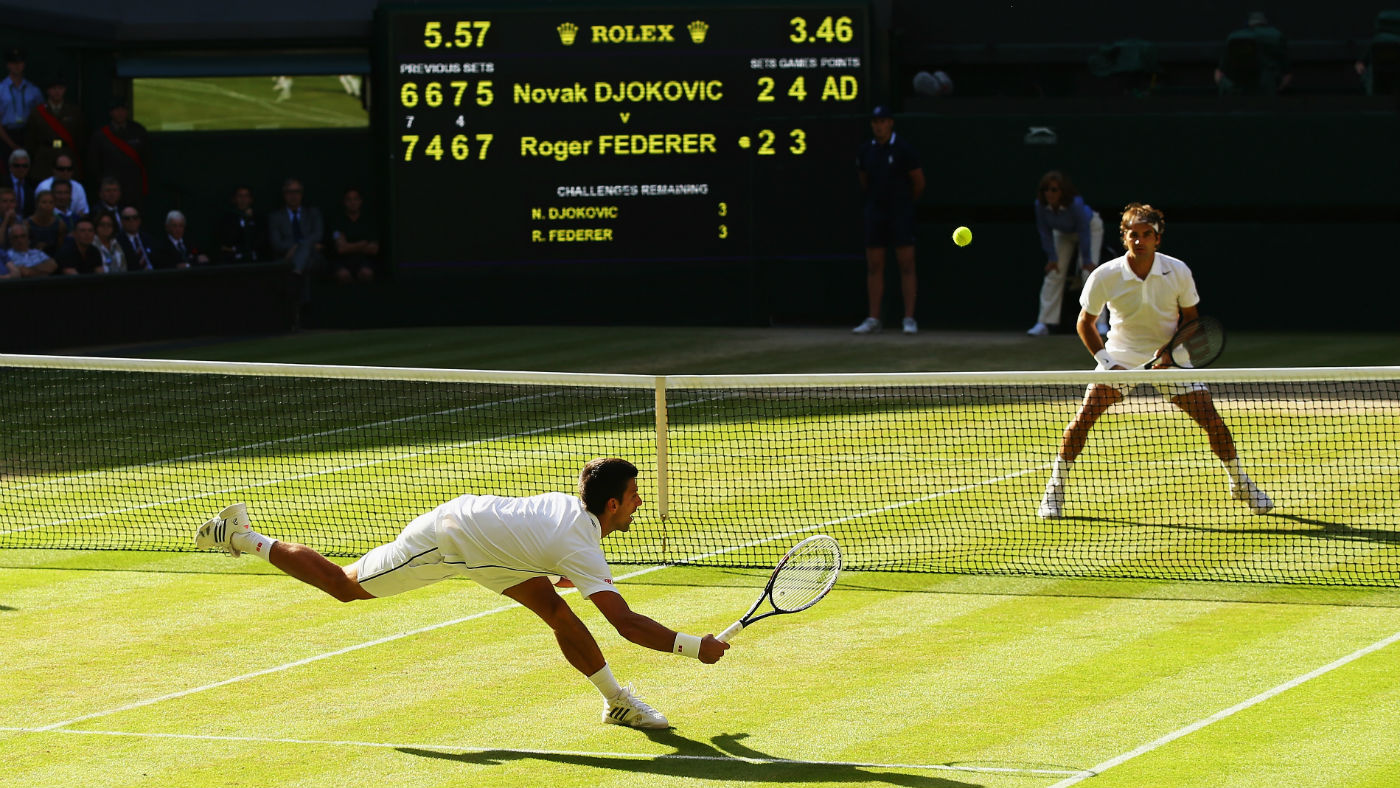 5.57 ROLEX 3.46
PREVIOUS SETS SETS GAMES POINTS
6 6 7 5 Novak DJOKOVIC 2 4 AD
7 4 v
7 4 6 7 Roger FEDERER 2 3
CHALLENGES REMAINING
N. DJOKOVIC 3
R. FEDERER 3